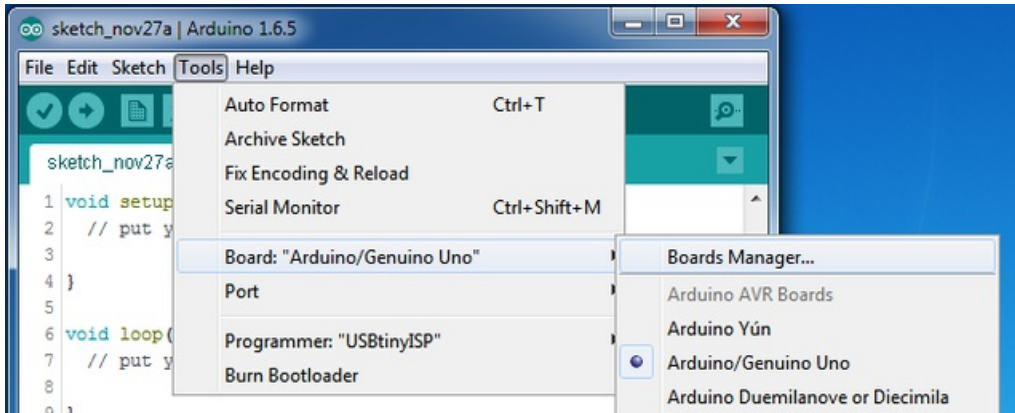 sketch_nov27a | Arduino 1.6.5
File Edit Sketch Tools Help
Auto Format Ctrl+T
Archive Sketch
Fix Encoding & Reload
Serial Monitor Ctrl+Shift+M
Board: "Arduino/Genuino Uno"
Port
Programmer: "USBtinyISP"
Burn Bootloader
Boards Manager...
Arduino AVR Boards
Arduino Yún
Arduino/Genuino Uno
Arduino Duemilanove or Diecimila
sketch_nov27a
1 void setup
2 // put y
3
4 }
5
6 void loop(
7 // put y
8
9 }